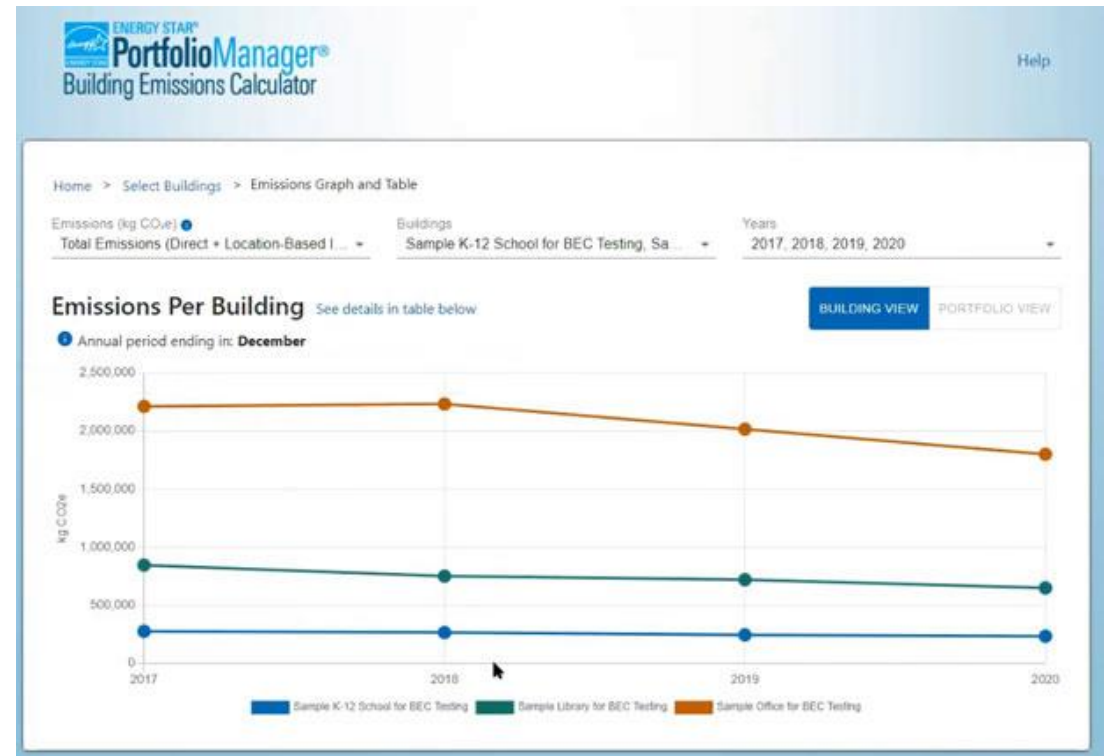 ENERGY STAR®
PortfolioManager®
Building Emissions Calculator
Help
Home > Select Buildings > Emissions Graph and Table
Emissions (kg CO₂e)
Total Emissions (Direct + Location-Based I...
Buildings
Sample K-12 School for BEC Testing, Sa...
Years
2017, 2018, 2019, 2020
Emissions Per Building See details in table below
BUILDING VIEW PORTFOLIO VIEW
Annual period ending in: December
2,500,000
2,000,000
1,500,000
1,000,000
500,000
0
kg CO2e
2017 2018 2019 2020
Sample K-12 School for BEC Testing Sample Library for BEC Testing Sample Office for BEC Testing